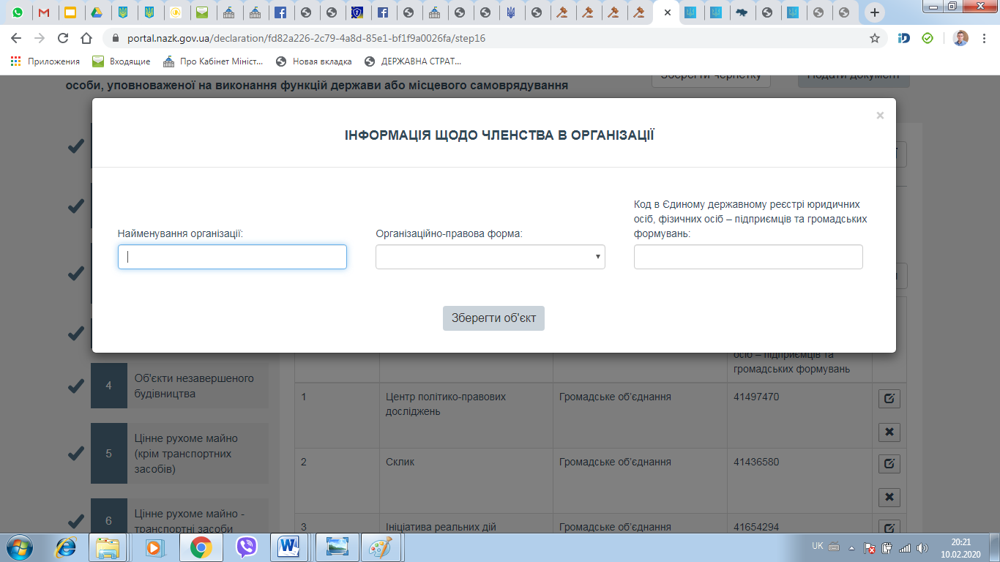 portal.nazk.gov.ua/declaration/fd82a226-2c79-4a8d-85e1-bf1f9a0026fa/step16
Приложения
Входящие
Про Кабінет Мініст...
Новая вкладка
ДЕРЖАВНА СТРАТ...
Зберегти чернетку
Подати документ
особи, уповноваженої на виконання функцій держави або місцевого самоврядування
×
ІНФОРМАЦІЯ ЩОДО ЧЛЕНСТВА В ОРГАНІЗАЦІЇ
Найменування організації:
Організаційно-правова форма:
Код в Єдиному державному реєстрі юридичних
осіб, фізичних осіб – підприємців та громадських
формувань:
Зберегти об'єкт
осіб – підприємців та
громадських формувань
4
Об'єкти незавершеного
будівництва
5
Цінне рухоме майно
(крім транспортних
засобів)
6
Цінне рухоме майно -
транспортні засоби
1
Центр політико-правових
досліджень
Громадське об’єднання
41497470
2
Склик
Громадське об’єднання
41436580
3
Ініціатива реальних дій
Громадське об’єднання
41654294
UK
20:21
10.02.2020